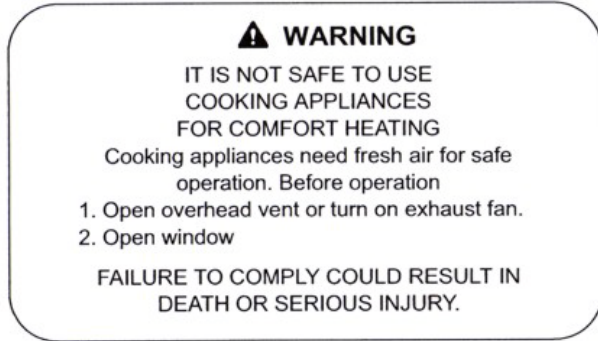 WARNING
IT IS NOT SAFE TO USE
COOKING APPLIANCES
FOR COMFORT HEATING
Cooking appliances need fresh air for safe
operation. Before operation
1. Open overhead vent or turn on exhaust fan.
2. Open window
FAILURE TO COMPLY COULD RESULT IN
DEATH OR SERIOUS INJURY.